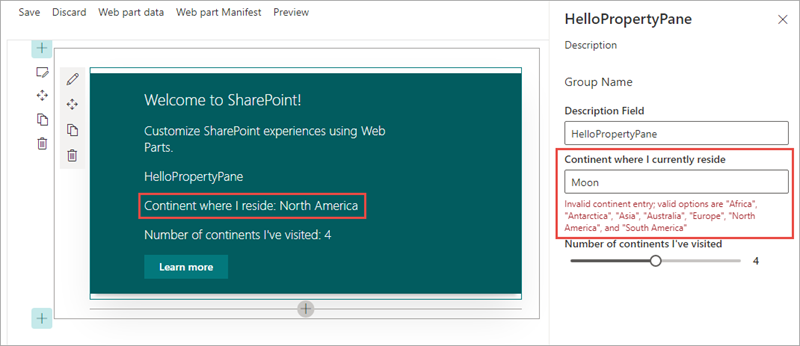 Save Discard Web part data Web part Manifest Preview
Welcome to SharePoint!
Customize SharePoint experiences using Web
Parts.
HelloPropertyPane
Continent where I reside: North America
Number of continents I've visited: 4
Learn more
HelloPropertyPane
Description
Group Name
Description Field
HelloPropertyPane
Continent where I currently reside
Moon
Invalid continent entry; valid options are "Africa",
"Antarctica", "Asia", "Australia", "Europe", "North
America", and "South America"
Number of continents I've visited
4